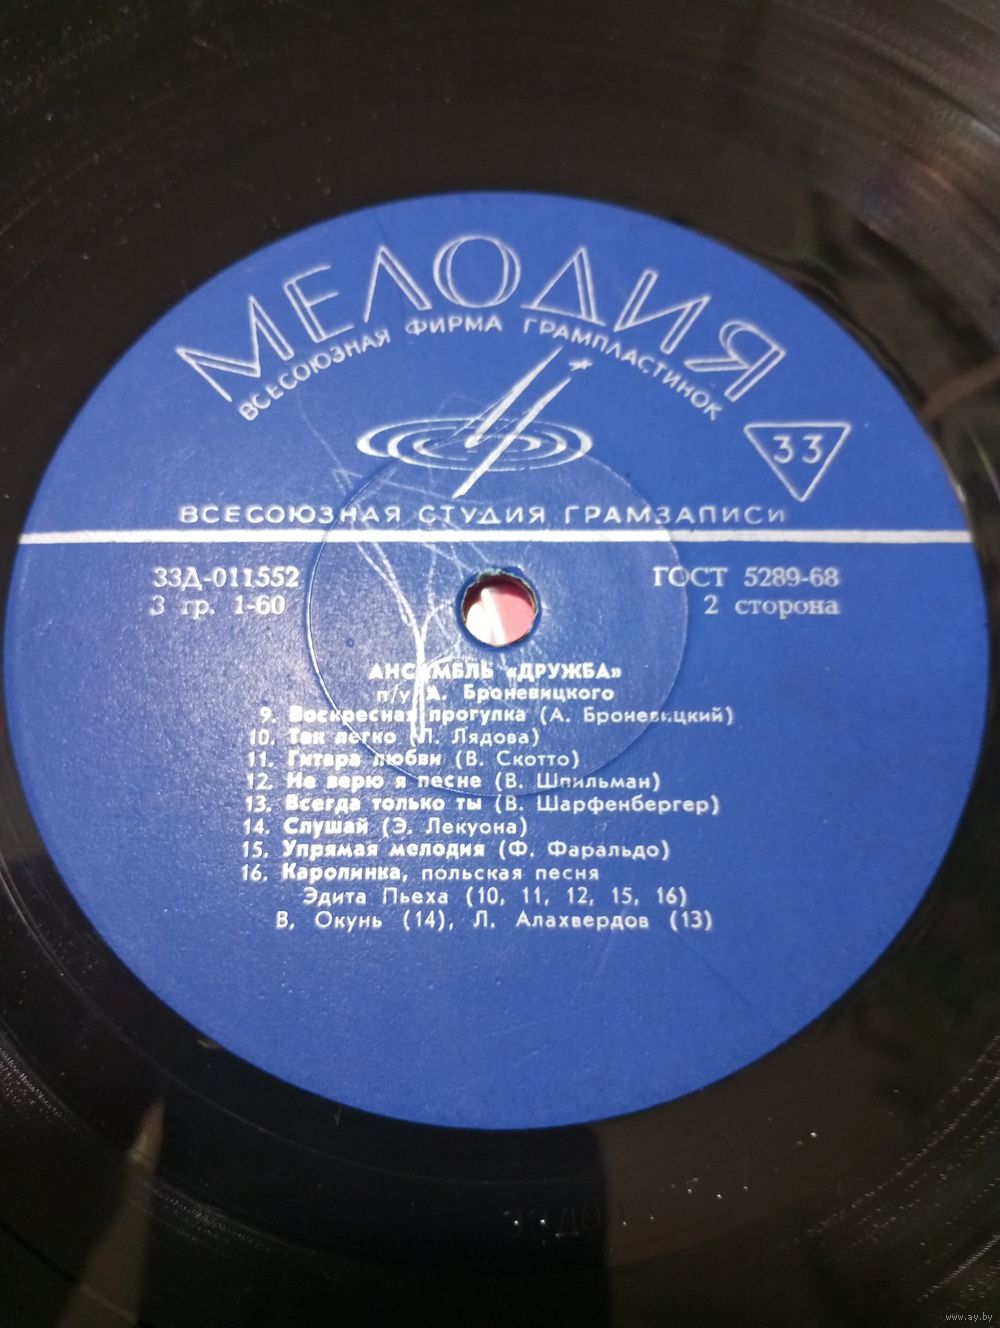 МЕЛОДИЯ
ВСЕСОЮЗНАЯ ФИРМА ГРАМПЛАСТИНОК
33
ВСЕСОЮЗНАЯ СТУДИЯ ГРАМЗАПИСИ
33Д-011552 ГОСТ 5289-68
3 гр. 1-60 2 сторона
АНСАМБЛЬ «ДРУЖБА»
п/у А. Броневицкого
9. Воскресная прогулка (А. Броневицкий)
10. Так легко (Л. Лядова)
11. Гитара любви (В. Скотто)
12. Не верю я песне (В. Шпильман)
13. Всегда только ты (В. Шарфенбергер)
14. Слушай (Э. Лекуона)
15. Упрямая мелодия (Ф. Фаральдо)
16. Каролинка, польская песня
Эдита Пьеха (10, 11, 12, 15, 16)
В. Окунь (14), Л. Алахвердов (13)
www.ay.by